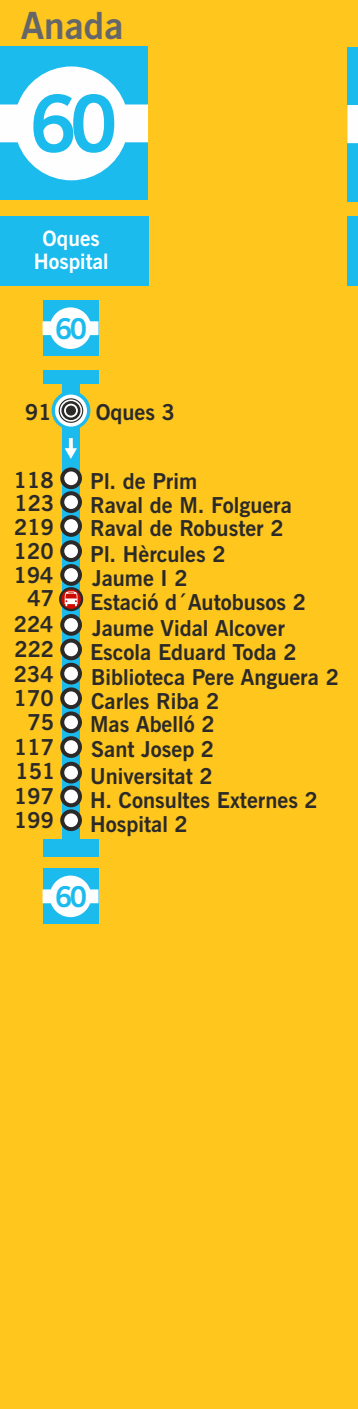 Anada
60
Oques
Hospital
60
91 Oques 3
118 Pl. de Prim
123 Raval de M. Folguera
219 Raval de Robuster 2
120 Pl. Hèrcules 2
194 Jaume I 2
47 Estació d´Autobusos 2
224 Jaume Vidal Alcover
222 Escola Eduard Toda 2
234 Biblioteca Pere Anguera 2
170 Carles Riba 2
75 Mas Abelló 2
117 Sant Josep 2
151 Universitat 2
197 H. Consultes Externes 2
199 Hospital 2
60